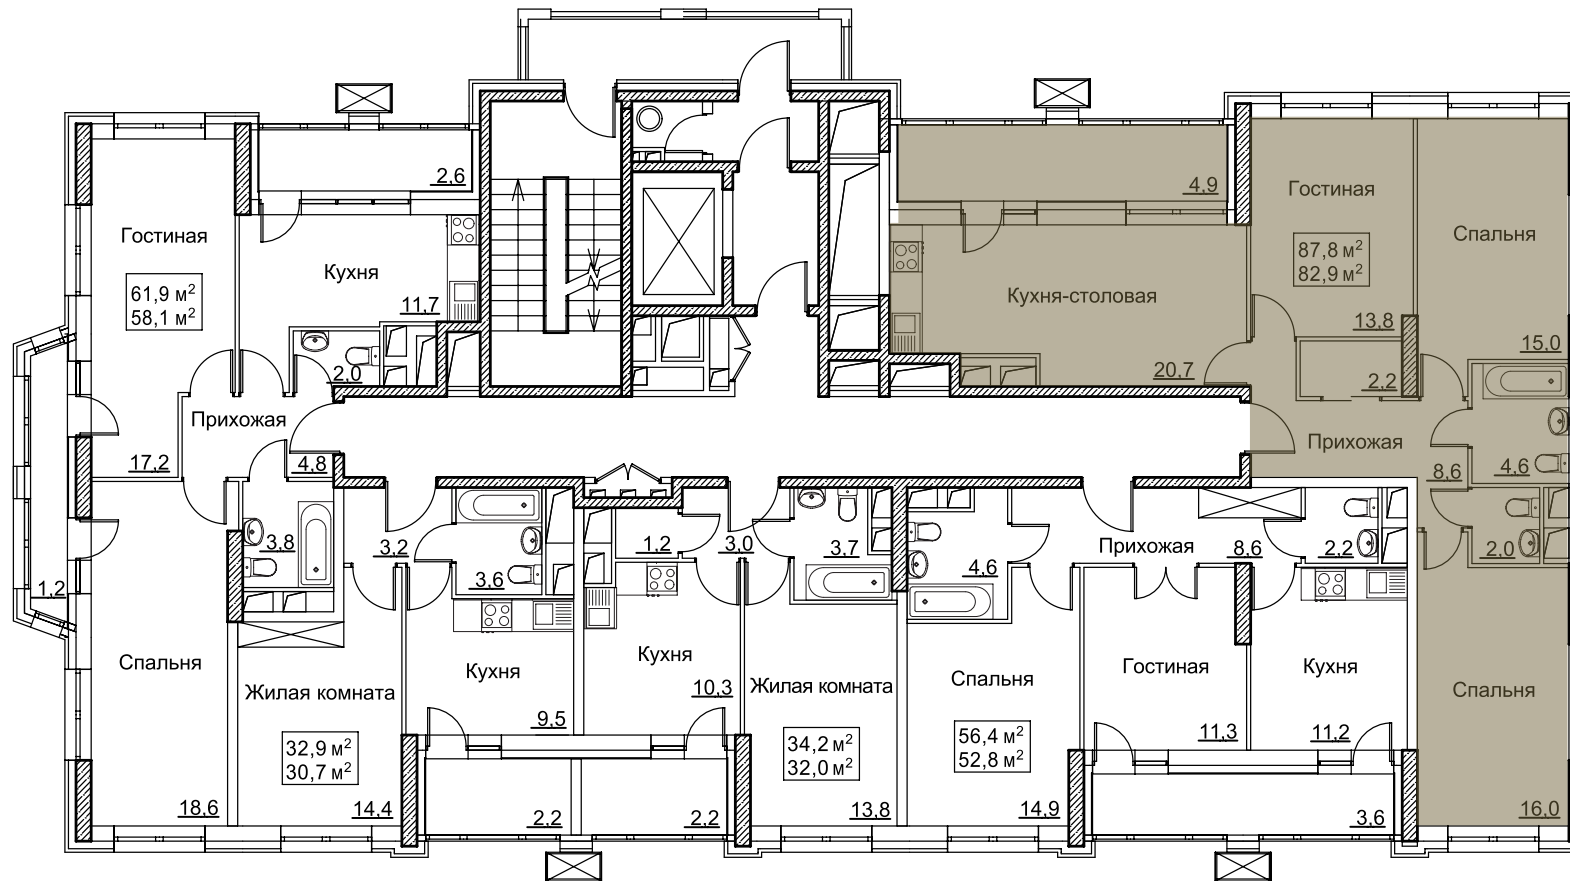 2,6
4,9
Гостиная
Гостиная
Спальня
Кухня
87,8 м²
82,9 м²
61,9 м²
58,1 м²
11,7
Кухня-столовая
13,8
15,0
2,0
20,7
2,2
Прихожая
Прихожая
17,2
4,8
8,6
4,6
3,8
3,2
1,2
3,0
3,7
Прихожая
8,6
2,2
2,0
1,2
3,6
4,6
Спальня
Кухня
Кухня
Гостиная
Кухня
Жилая комната
10,3
Жилая комната
Спальня
Спальня
9,5
11,3
11,2
32,9 м²
30,7 м²
34,2 м²
32,0 м²
56,4 м²
52,8 м²
18,6
14,4
2,2
2,2
13,8
14,9
3,6
16,0